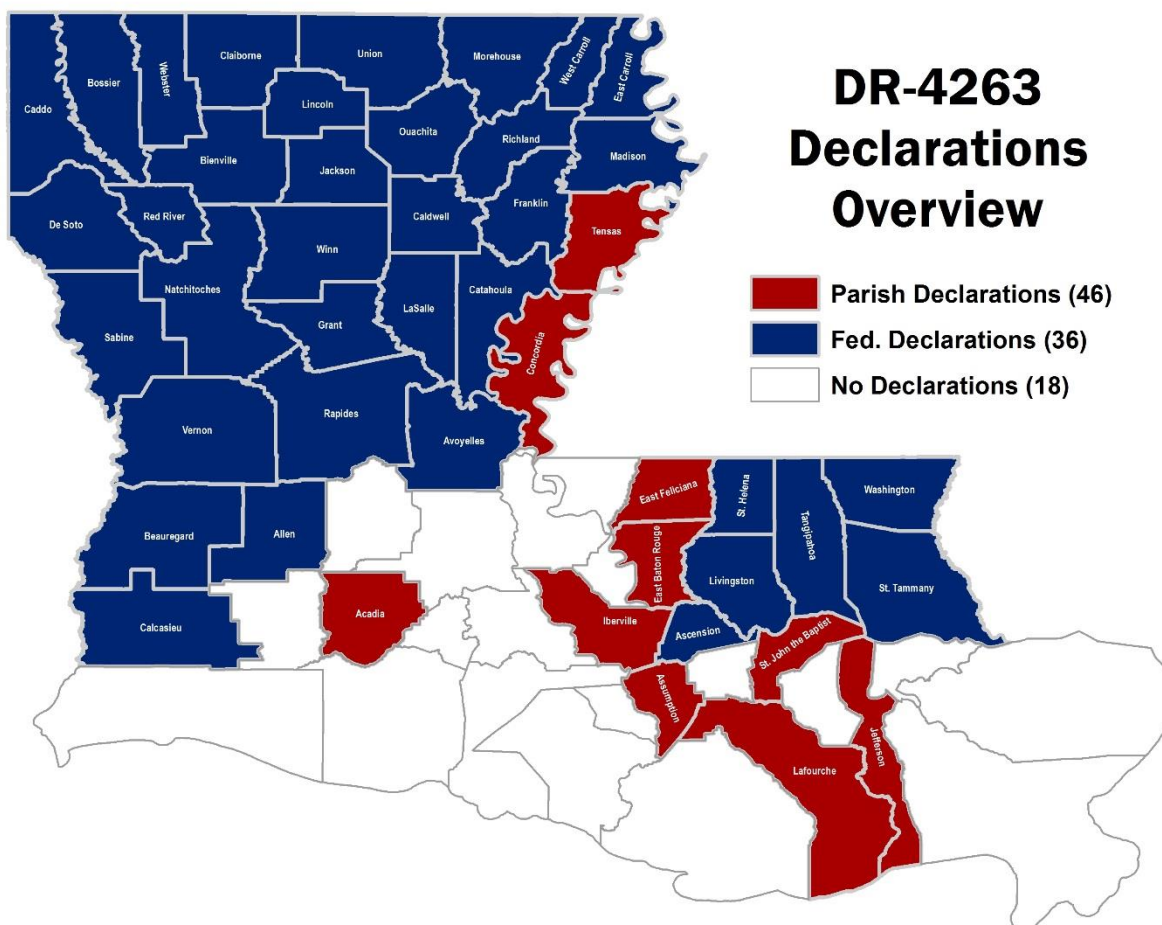 DR-4263
Declarations
Overview
Parish Declarations (46)
Fed. Declarations (36)
No Declarations (18)
Caddo
Bossier
Webster
Claiborne
Union
Morehouse
West Carroll
East Carroll
Lincoln
Ouachita
Richland
Madison
Bienville
Jackson
De Soto
Red River
Caldwell
Franklin
Tensas
Winn
Natchitoches
Catahoula
LaSalle
Grant
Sabine
Concordia
Vernon
Rapides
Avoyelles
East Feliciana
St. Helena
Tangipahoa
Washington
Beauregard
Allen
East Baton Rouge
Livingston
St. Tammany
Calcasieu
Acadia
Iberville
Ascension
St. John the Baptist
Assumption
Jefferson
Lafourche